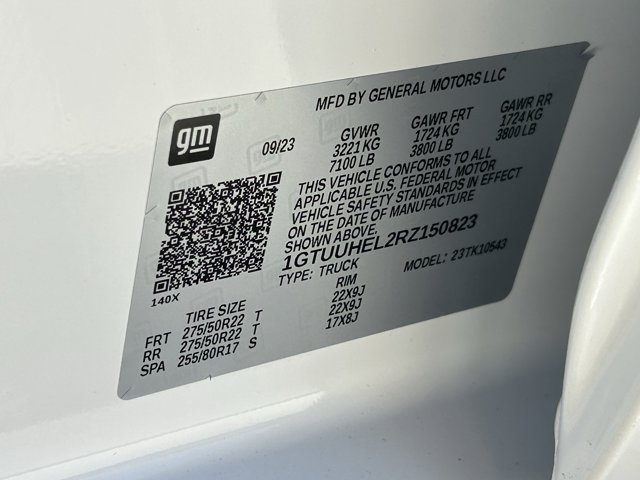 MFD BY GENERAL MOTORS LLC
gm
09/23
GVWR GAWR FRT GAWR RR
3221 KG 1724 KG 1724 KG
7100 LB 3800 LB 3800 LB
THIS VEHICLE CONFORMS TO ALL
APPLICABLE U.S. FEDERAL MOTOR
VEHICLE SAFETY STANDARDS IN EFFECT
ON THE DATE OF MANUFACTURE
SHOWN ABOVE.
1GTUUHEL2RZ150823
TYPE: TRUCK MODEL: 23TK10543
140X
TIRE SIZE RIM
FRT 275/50R22 T 22X9J
RR 275/50R22 T 22X9J
SPA 255/80R17 S 17X8J